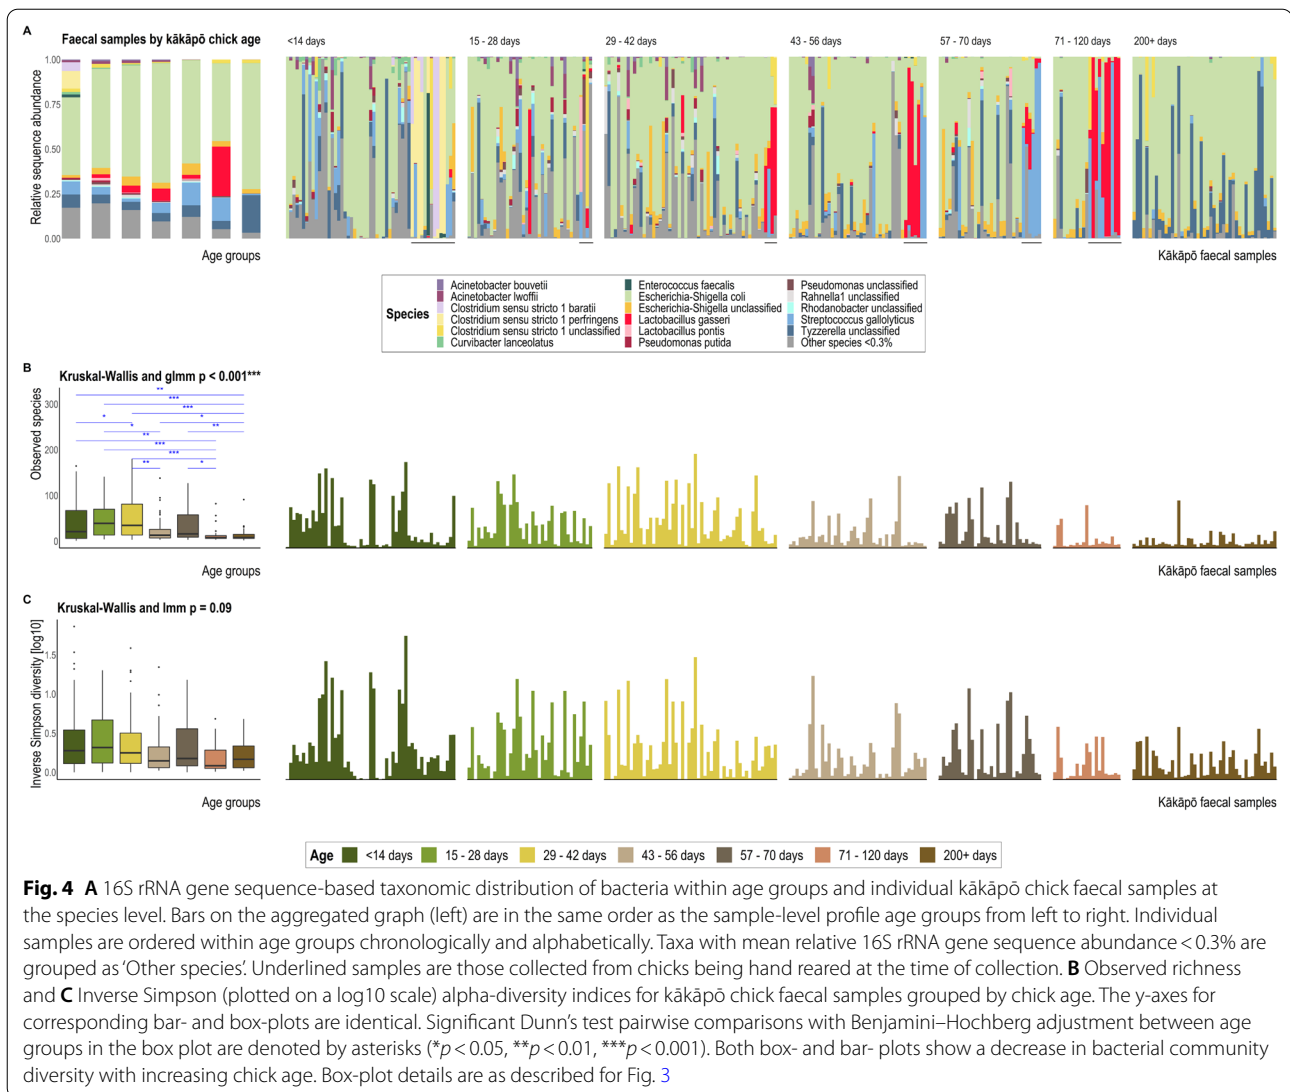 A
Faecal samples by kākāpō chick age
<14 days
15 - 28 days
29 - 42 days
43 - 56 days
57 - 70 days
71 - 120 days
200+ days
Relative sequence abundance
1.00
0.75
0.50
0.25
0.00
Age groups
Kākāpō faecal samples
Species
Acinetobacter bouvetii
Acinetobacter lwoffii
Clostridium sensu stricto 1 baratii
Clostridium sensu stricto 1 perfringens
Clostridium sensu stricto 1 unclassified
Curvibacter lanceolatus
Enterococcus faecalis
Escherichia-Shigella coli
Escherichia-Shigella unclassified
Lactobacillus gasseri
Lactobacillus pontis
Pseudomonas putida
Pseudomonas unclassified
Rahnella1 unclassified
Rhodanobacter unclassified
Streptococcus gallolyticus
Tyzzerella unclassified
Other species <0.3%
B
Kruskal-Wallis and glmm p < 0.001***
Observed species
300
200
100
0
**
***
***
*
*
*
**
**
***
***
**
*
Age groups
Kākāpō faecal samples
C
Kruskal-Wallis and lmm p = 0.09
Inverse Simpson diversity [log10]
1.5
1.0
0.5
0.0
Age groups
Kākāpō faecal samples
Age
<14 days
15 - 28 days
29 - 42 days
43 - 56 days
57 - 70 days
71 - 120 days
200+ days
Fig. 4 A 16S rRNA gene sequence-based taxonomic distribution of bacteria within age groups and individual kākāpō chick faecal samples at
the species level. Bars on the aggregated graph (left) are in the same order as the sample-level profile age groups from left to right. Individual
samples are ordered within age groups chronologically and alphabetically. Taxa with mean relative 16S rRNA gene sequence abundance < 0.3% are
grouped as 'Other species'. Underlined samples are those collected from chicks being hand reared at the time of collection. B Observed richness
and C Inverse Simpson (plotted on a log10 scale) alpha-diversity indices for kākāpō chick faecal samples grouped by chick age. The y-axes for
corresponding bar- and box-plots are identical. Significant Dunn's test pairwise comparisons with Benjamini–Hochberg adjustment between age
groups in the box plot are denoted by asterisks (*p < 0.05, **p < 0.01, ***p < 0.001). Both box- and bar- plots show a decrease in bacterial community
diversity with increasing chick age. Box-plot details are as described for Fig. 3